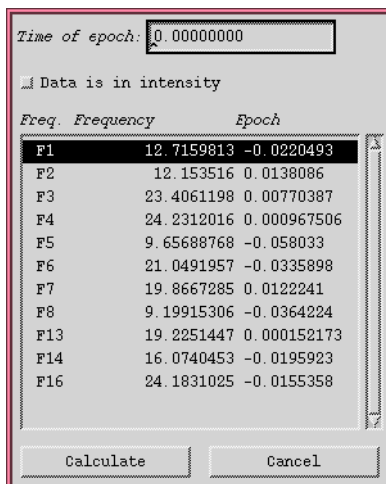 Time of epoch: 0.00000000
Data is in intensity
Freq. Frequency Epoch
F1 12.7159813 -0.0220493
F2 12.153516 0.0138086
F3 23.4061198 0.00770387
F4 24.2312016 0.000967506
F5 9.65688768 -0.058033
F6 21.0491957 -0.0335898
F7 19.8667285 0.0122241
F8 9.19915306 -0.0364224
F13 19.2251447 0.000152173
F14 16.0740453 -0.0195923
F16 24.1831025 -0.0155358
Calculate Cancel